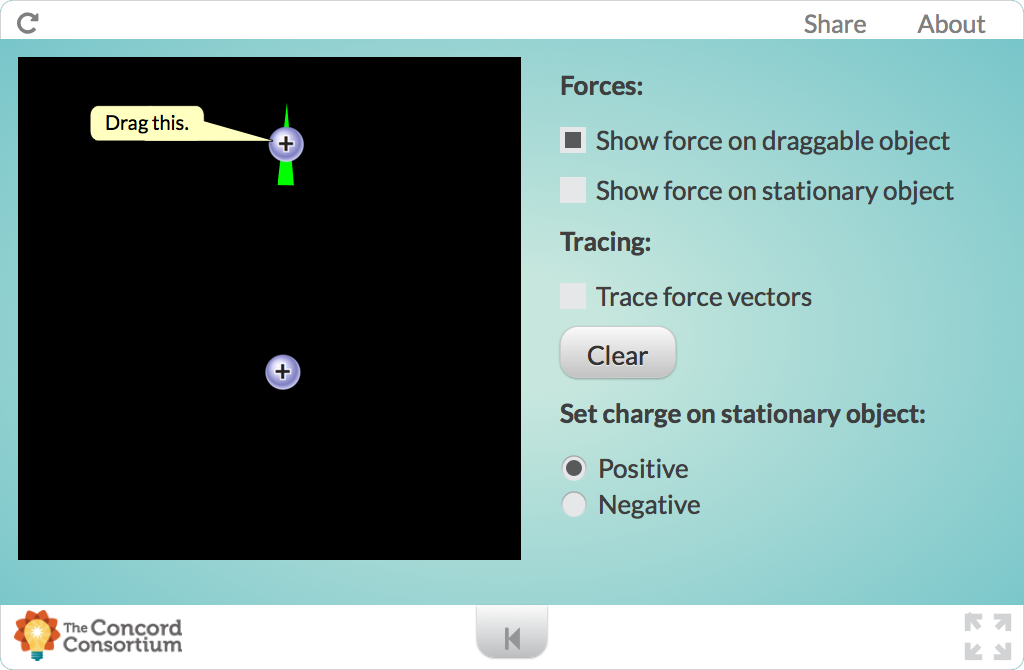 Share
About
Drag this.
+
+
Forces:
Show force on draggable object
Show force on stationary object
Tracing:
Trace force vectors
Clear
Set charge on stationary object:
Positive
Negative
The Concord
Consortium